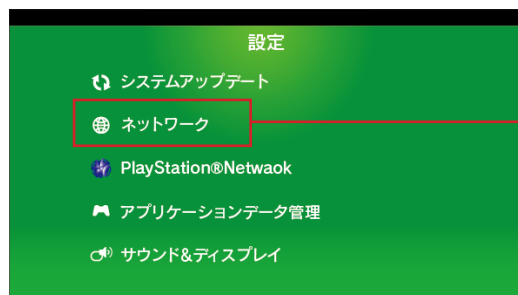 設定
システムアップデート
ネットワーク
PlayStation®Netwaok
アプリケーションデータ管理
サウンド&ディスプレイ